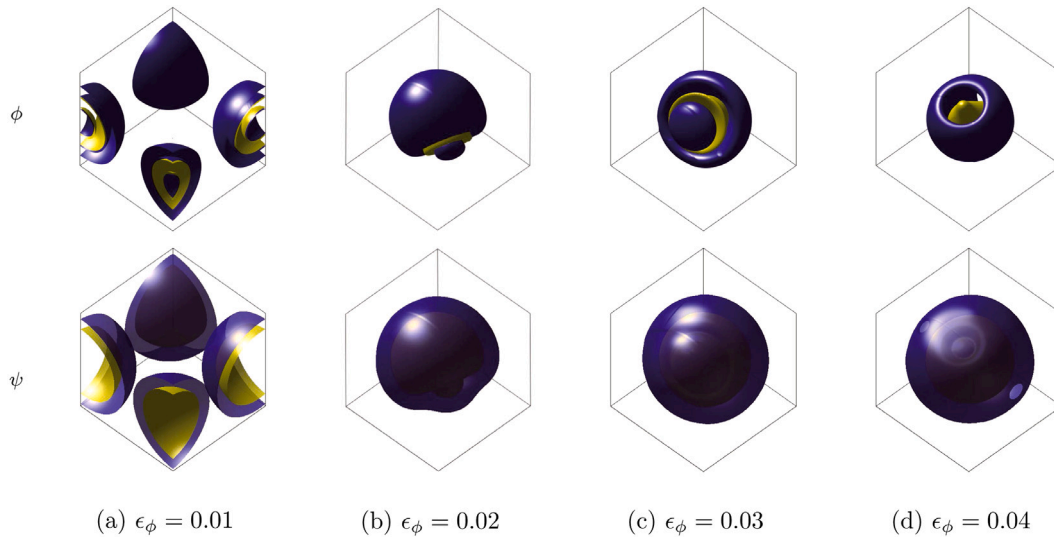 ϕ
ψ
(a) ϵ_ϕ = 0.01
(b) ϵ_ϕ = 0.02
(c) ϵ_ϕ = 0.03
(d) ϵ_ϕ = 0.04